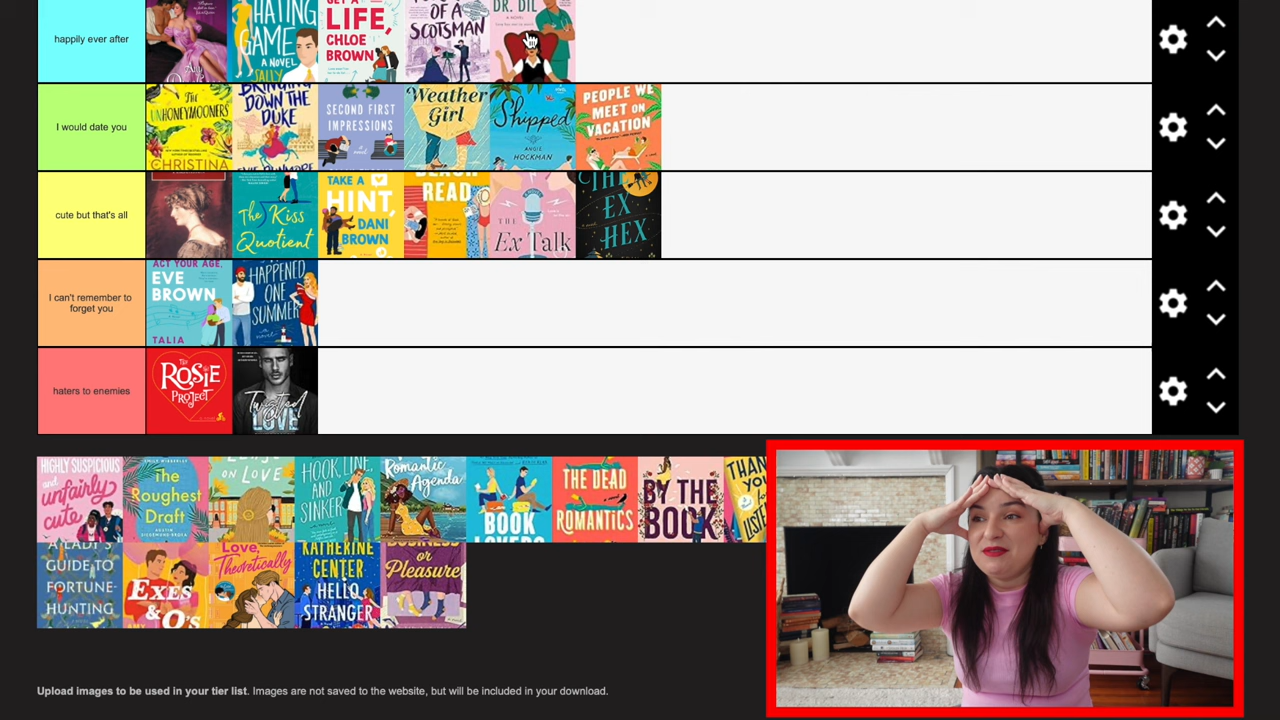 happily ever after
HATING
GAME
A NOVEL
SALLY
LIFE,
CHLOE
BROWN
OF A
SCOTSMAN
DR. DIL
A NOVEL
I would date you
THE
UNHONEYMOONERS
CHRISTINA
BRINGING
DOWN THE
DUKE
SECOND FIRST
IMPRESSIONS
a novel
Weather
Girl
Shipped
ANGIE
HOCKMAN
PEOPLE WE
MEET ON
VACATION
cute but that's all
The Kiss
Quotient
TAKE A
HINT,
DANI
BROWN
READ
THE
Ex Talk
THE
EX
HEX
I can't remember to
forget you
ACT YOUR AGE,
EVE
BROWN
TALIA
HAPPENED
ONE
SUMMER
a novel
haters to enemies
THE
ROSIE
PROJECT
Twisted
LOVE
HIGHLY SUSPICIOUS
and
unfairly
cute
EMILY WIBBERLEY
The
Roughest
Draft
AUSTIN
SIEGEMUND-BROKA
ON LOVE
HOOK, LINE,
AND
SINKER
Romantic
Agenda
BOOK
LOVERS
THE DEAD
ROMANTICS
BY THE
BOOK
THAN
YOU
for
LISTE
A LADY'S
GUIDE TO
FORTUNE-
HUNTING
EXES
& O'S
Love,
Theoretically
KATHERINE
CENTER
HELLO
STRANGER
BUSINESS
or
Pleasure
Upload images to be used in your tier list. Images are not saved to the website, but will be included in your download.